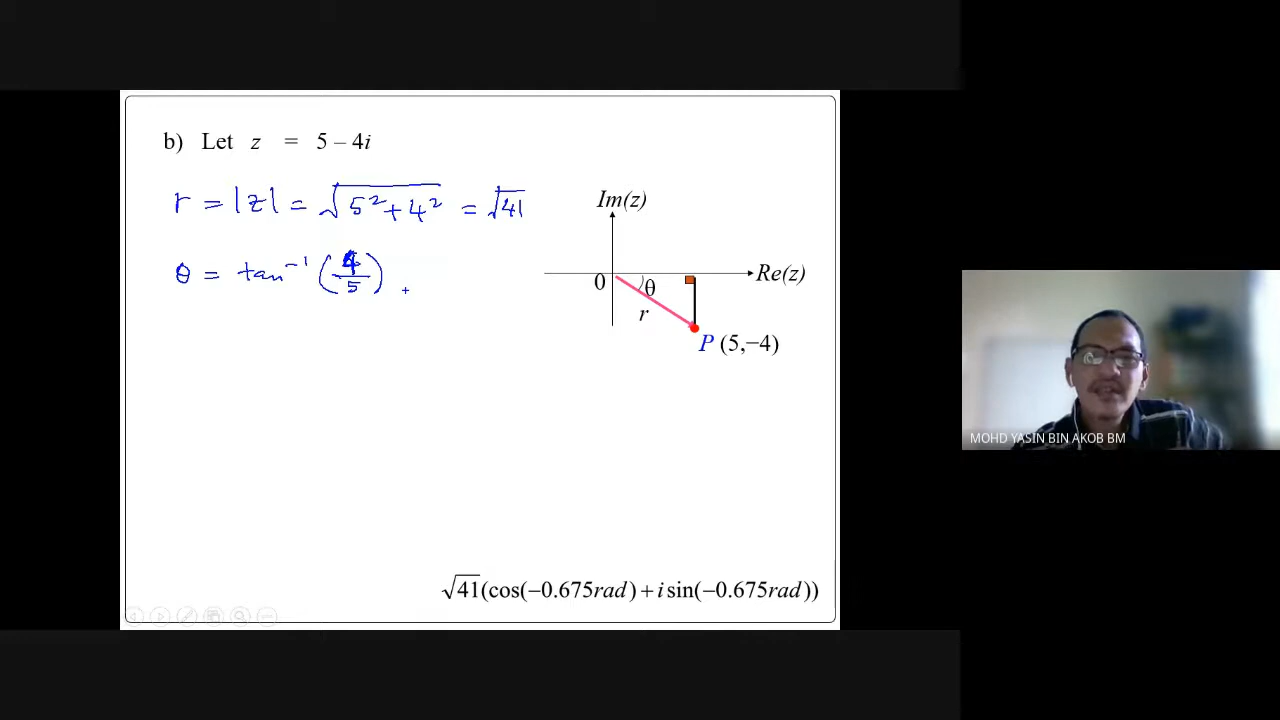 b) Let z = 5 – 4i
r = |z| = √5² + 4² = √41
θ = tan⁻¹ (4/5)
Im(z)
0
θ
Re(z)
r
P (5,−4)
√41(cos(−0.675rad) + i sin(−0.675rad))
MOHD YASIN BIN AKOB BM